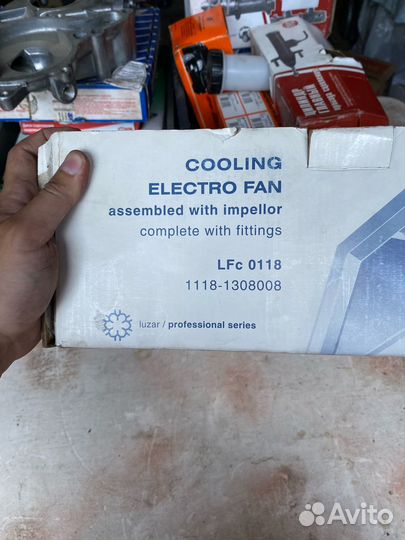 COOLING
ELECTRO FAN
assembled with impellor
complete with fittings
LFc 0118
1118-1308008
luzar / professional series
Avito